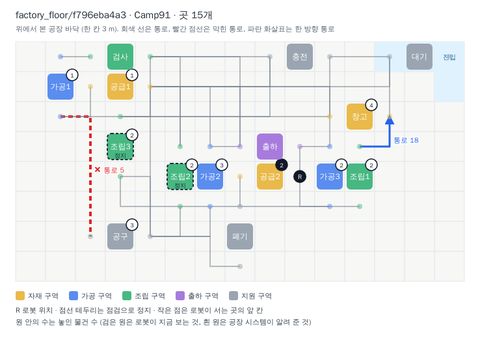 factory_floor/f796eba4a3 · Camp91 · 곳 15개
위에서 본 공장 바닥 (한 칸 3 m). 회색 선은 통로, 빨간 점선은 막힌 통로, 파란 화살표는 한 방향 통로
검사
충전
대기
진입
가공1
1
공급1
1
창고
4
통로 18
조립3
2
정지
출하
✕ 통로 5
조립2
2
정지
가공2
3
공급2
2
R
가공3
2
조립1
2
공구
3
폐기
자재 구역
가공 구역
조립 구역
출하 구역
지원 구역
R 로봇 위치 · 점선 테두리는 점검으로 정지 · 작은 점은 로봇이 서는 곳의 앞 칸
원 안의 수는 놓인 물건 수 (검은 원은 로봇이 지금 보는 것, 흰 원은 공장 시스템이 알려 준 것)